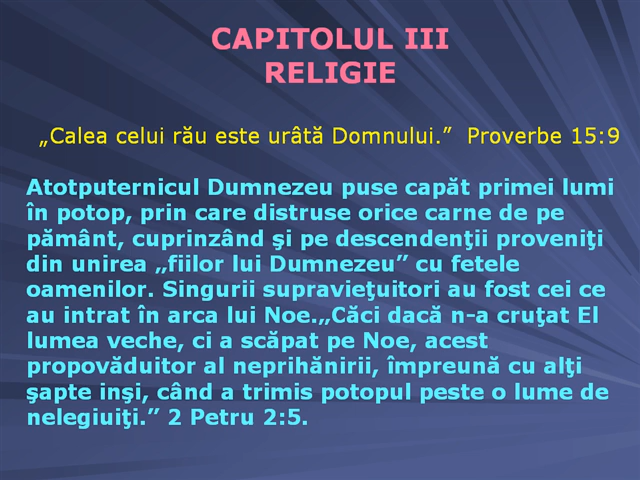 CAPITOLUL III
RELIGIE
„Calea celui rău este urâtă Domnului.” Proverbe 15:9
Atotputernicul Dumnezeu puse capăt primei lumi
în potop, prin care distruse orice carne de pe
pământ, cuprinzând şi pe descendenţii proveniţi
din unirea „fiilor lui Dumnezeu” cu fetele
oamenilor. Singurii supravieţuitori au fost cei ce
au intrat în arca lui Noe.„Căci dacă n-a cruţat El
lumea veche, ci a scăpat pe Noe, acest
propovăduitor al neprihănirii, împreună cu alţi
şapte inşi, când a trimis potopul peste o lume de
nelegiuiţi.” 2 Petru 2:5.